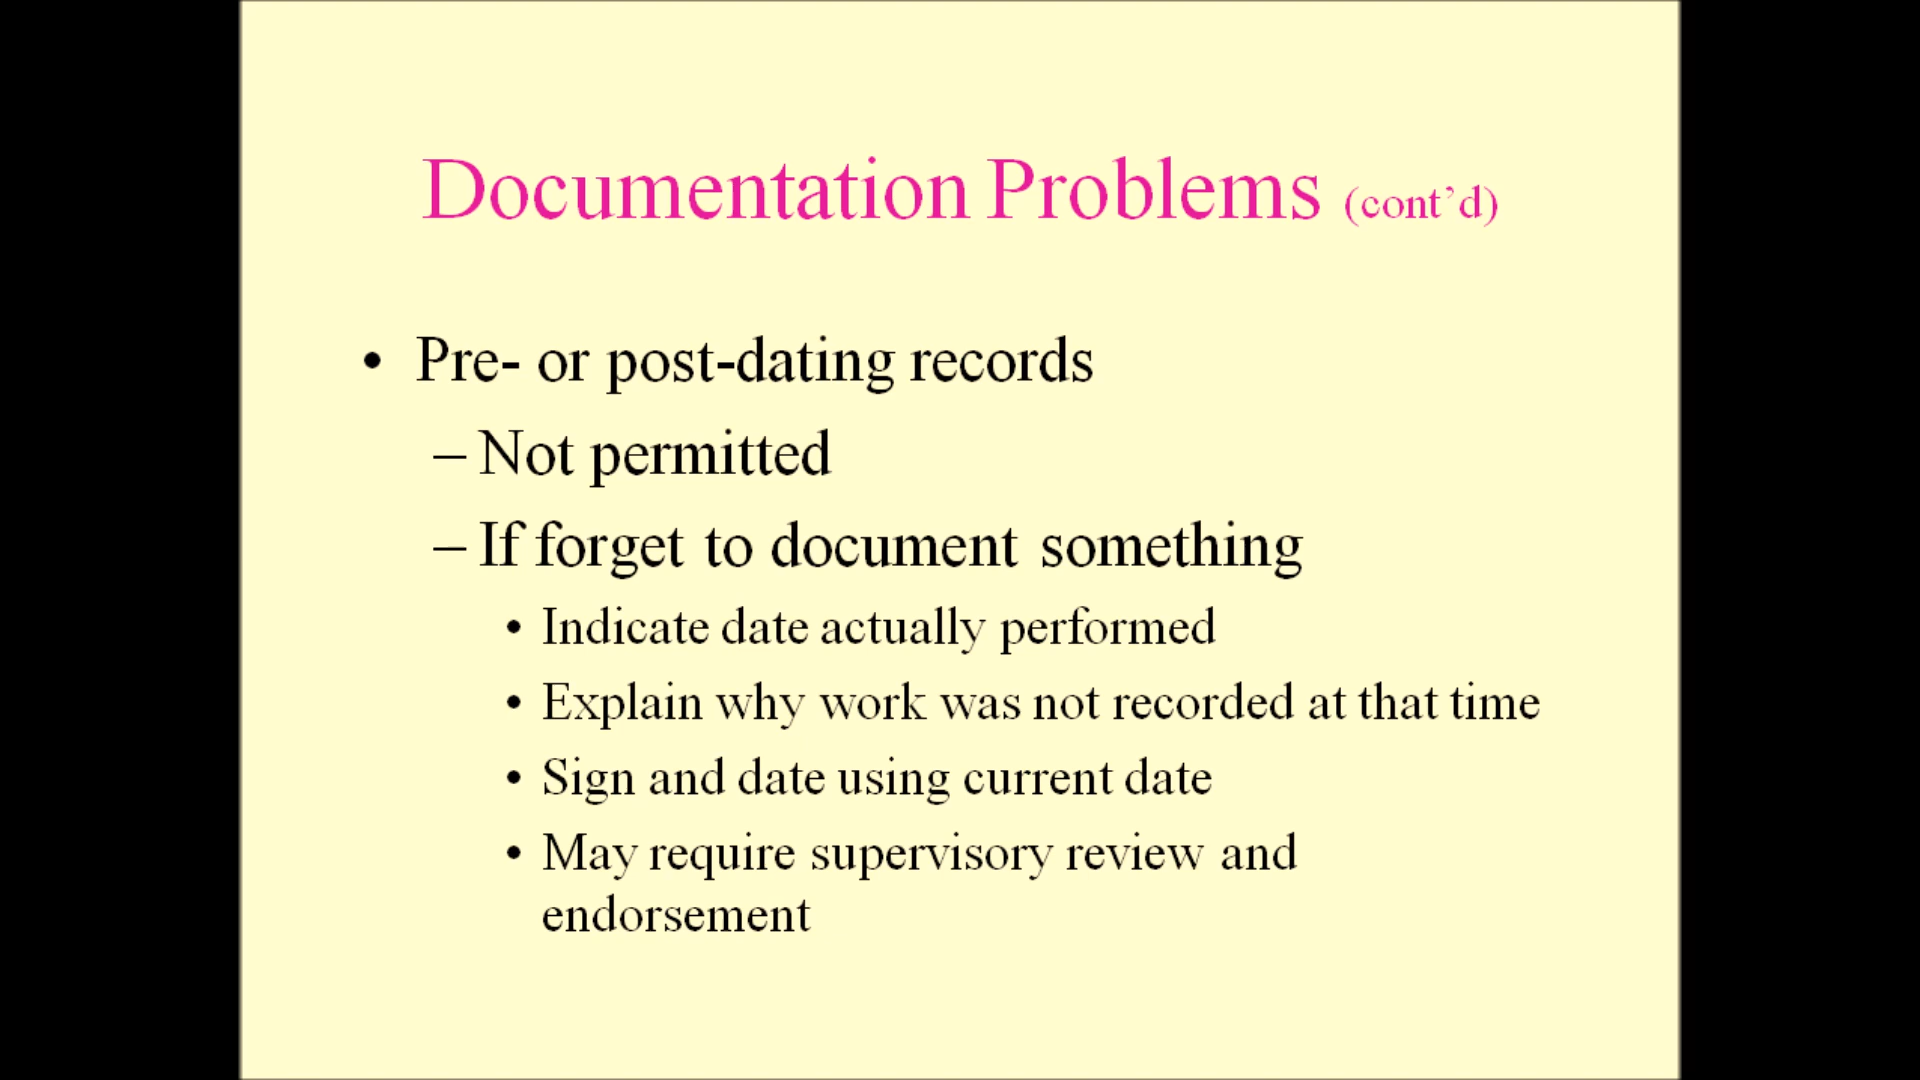 Documentation Problems (cont’d)
• Pre- or post-dating records
– Not permitted
– If forget to document something
• Indicate date actually performed
• Explain why work was not recorded at that time
• Sign and date using current date
• May require supervisory review and
endorsement